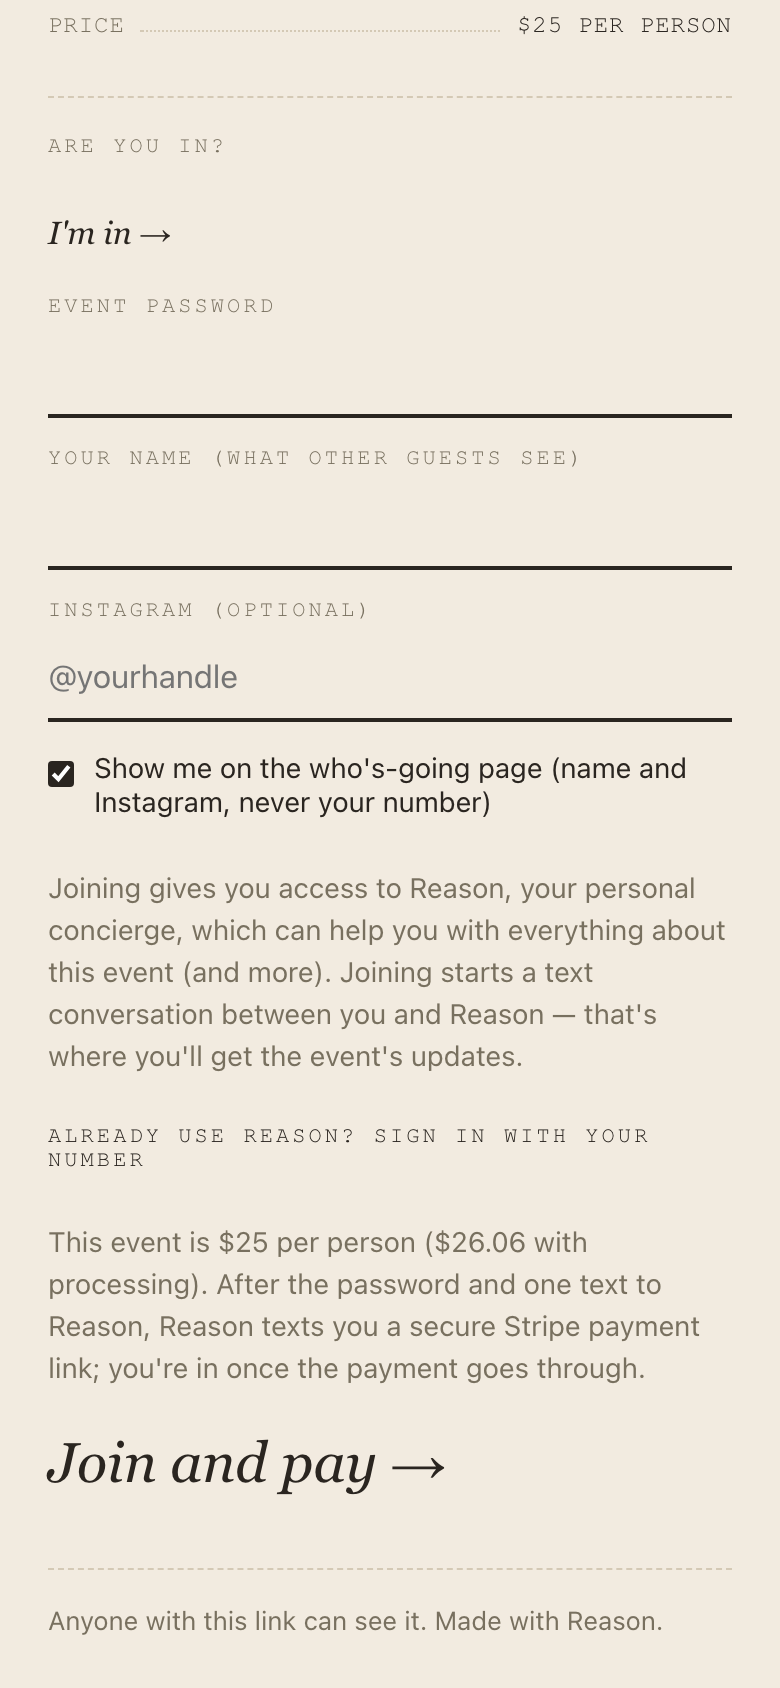 PRICE $25 PER PERSON
ARE YOU IN?
I'm in →
EVENT PASSWORD
YOUR NAME (WHAT OTHER GUESTS SEE)
INSTAGRAM (OPTIONAL)
@yourhandle
Show me on the who's-going page (name and
Instagram, never your number)
Joining gives you access to Reason, your personal
concierge, which can help you with everything about
this event (and more). Joining starts a text
conversation between you and Reason — that's
where you'll get the event's updates.
ALREADY USE REASON? SIGN IN WITH YOUR
NUMBER
This event is $25 per person ($26.06 with
processing). After the password and one text to
Reason, Reason texts you a secure Stripe payment
link; you're in once the payment goes through.
Join and pay →
Anyone with this link can see it. Made with Reason.